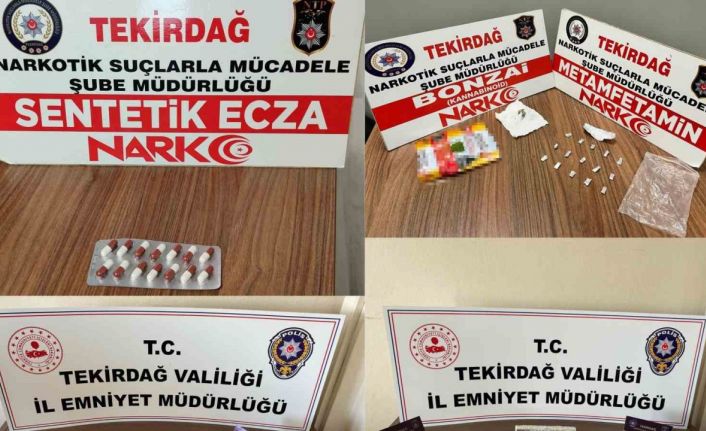 TEKİRDAĞ
NARKOTİK SUÇLARLA MÜCADELE
ŞUBE MÜDÜRLÜĞÜ
SENTETİK ECZA
NARKO
TEKİRDAĞ
NARKOTİK SUÇLARLA MÜCADELE
ŞUBE MÜDÜRLÜĞÜ
BONZAİ
(KANNABİNOİD)
NARKO
TEKİRDAĞ
NARKOTİK SUÇLARLA MÜCADELE
ŞUBE MÜDÜRLÜĞÜ
METAMFETAMİN
NARKO
T.C.
TEKİRDAĞ VALİLİĞİ
İL EMNİYET MÜDÜRLÜĞÜ
POLİS
T.C.
TEKİRDAĞ VALİLİĞİ
İL EMNİYET MÜDÜRLÜĞÜ
POLİS